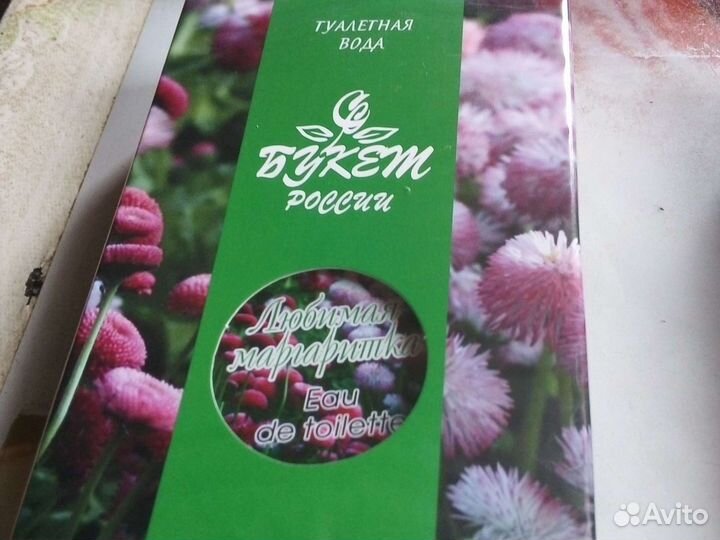 ТУАЛЕТНАЯ
ВОДА
БУКЕТ
РОССИИ
Любимая
маргаритка
Eau
de toilette
Avito